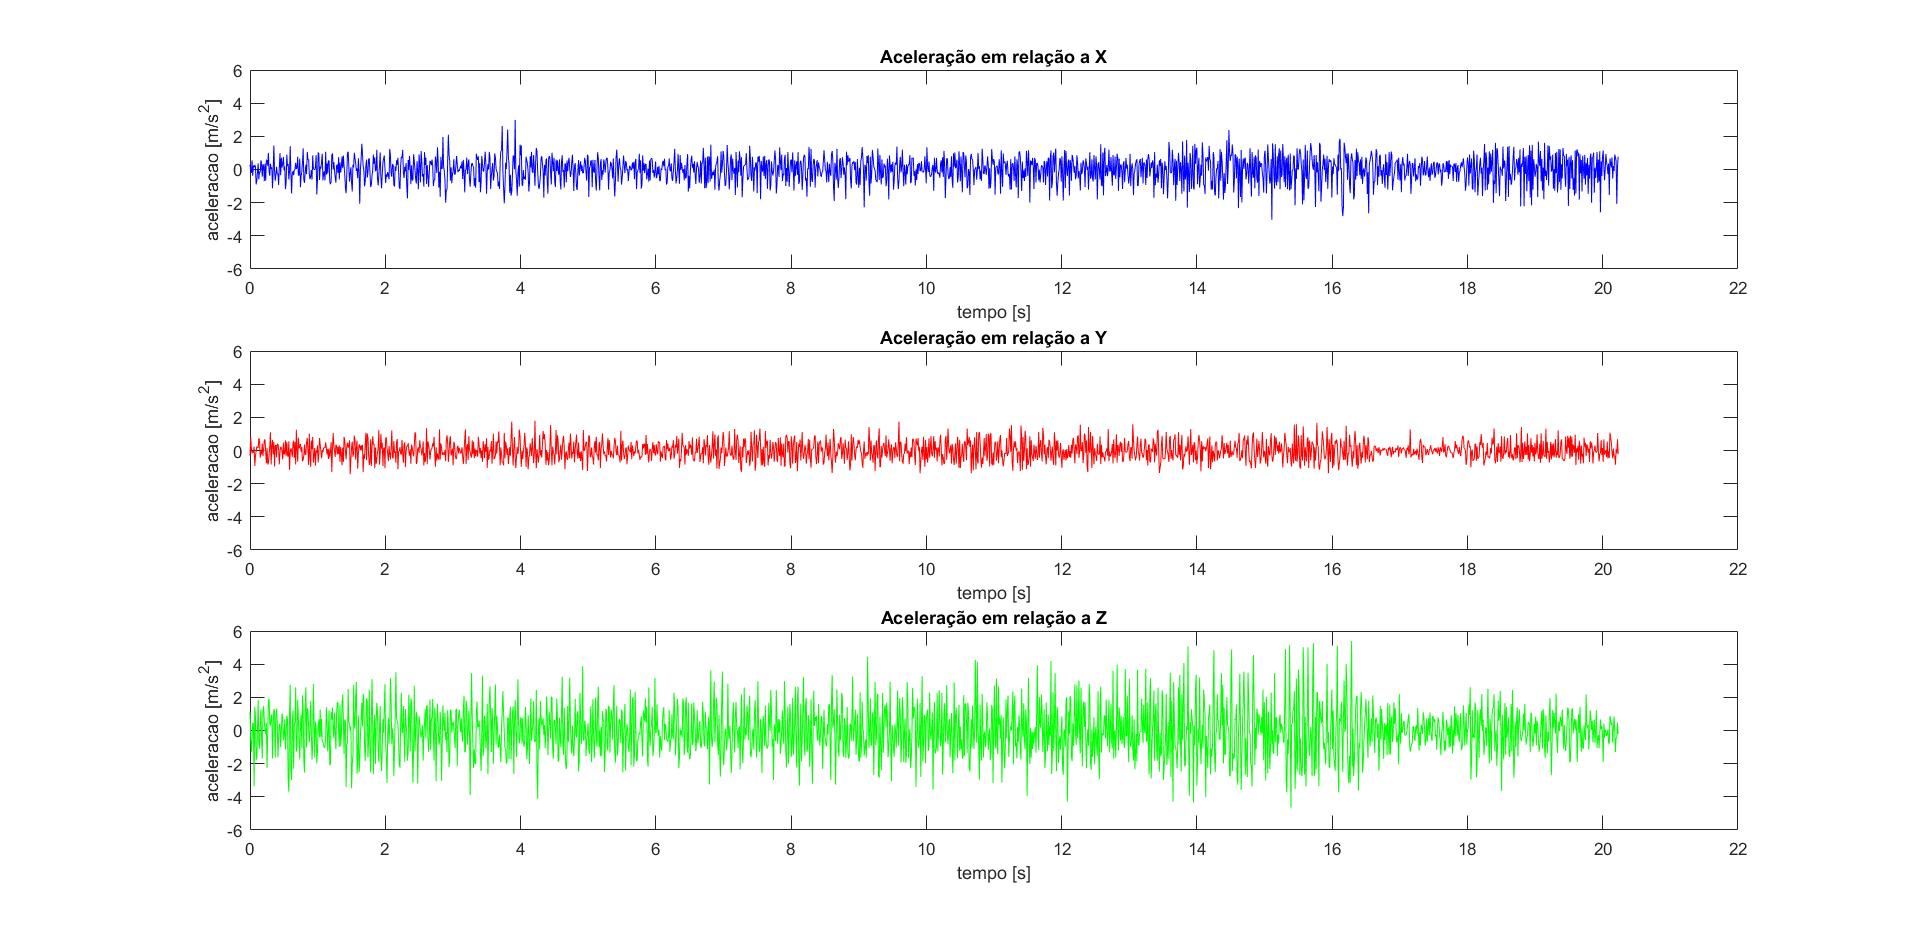 Aceleração em relação a X
6
4
2
0
-2
-4
-6
aceleracao [m/s²]
0 2 4 6 8 10 12 14 16 18 20 22
tempo [s]
Aceleração em relação a Y
6
4
2
0
-2
-4
-6
aceleracao [m/s²]
0 2 4 6 8 10 12 14 16 18 20 22
tempo [s]
Aceleração em relação a Z
6
4
2
0
-2
-4
-6
aceleracao [m/s²]
0 2 4 6 8 10 12 14 16 18 20 22
tempo [s]